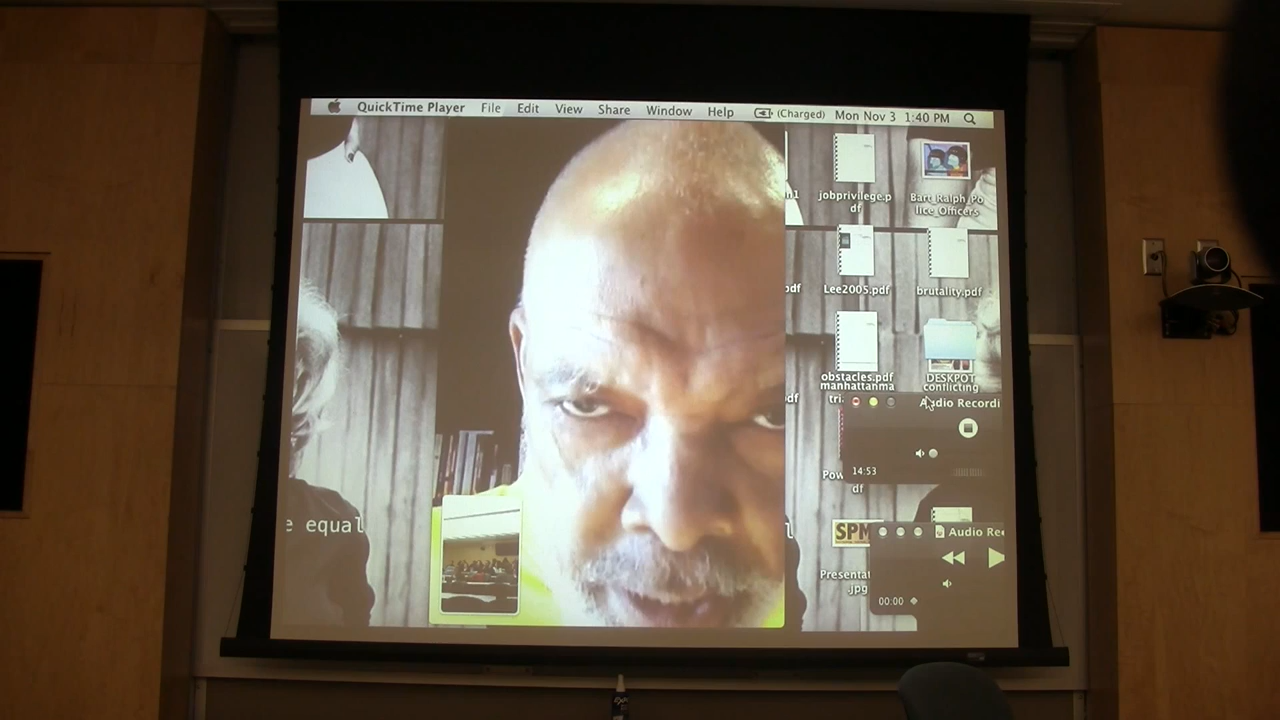 QuickTime Player File Edit View Share Window Help (Charged) Mon Nov 3 1:40 PM
jobprivilege.p
df
Bart_Ralph_Po
lice_Officers
Lee2005.pdf
brutality.pdf
obstacles.pdf
manhattanma
DESKPOT
conflicting
Audio Recordi
14:53
df
e equal
SPM
Audio Rec
Presentat
.jpg
00:00